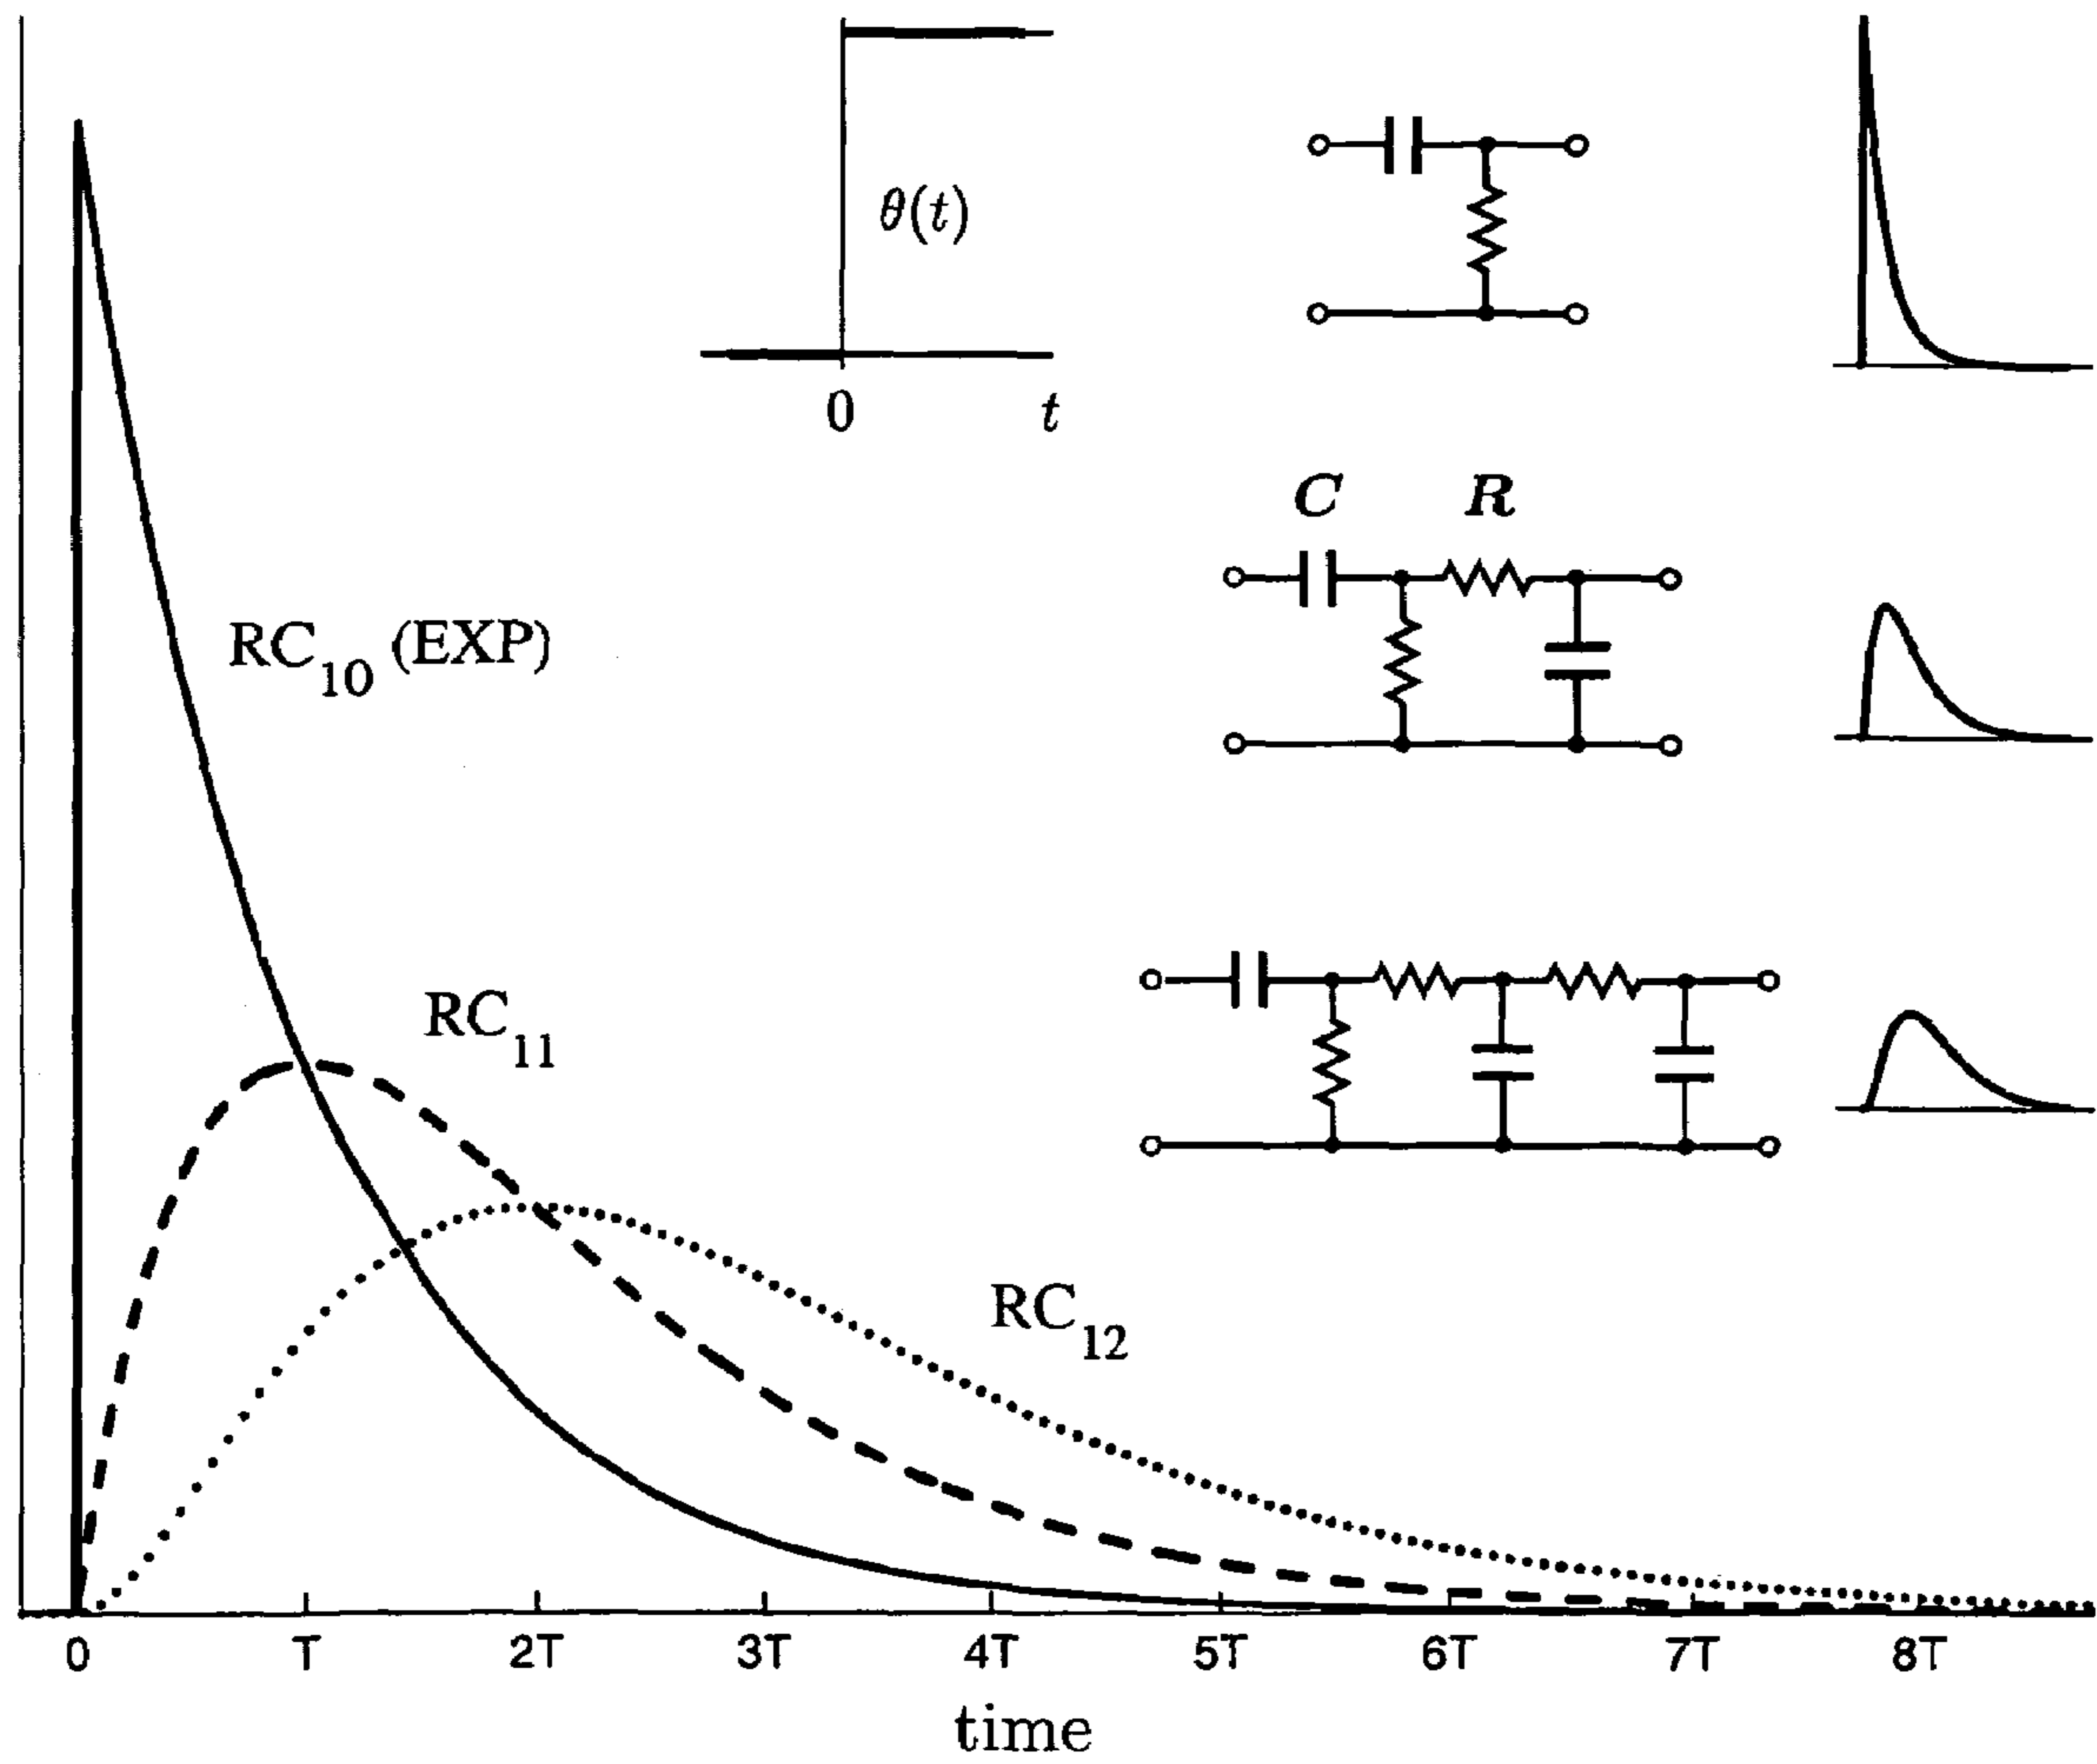 θ(t)
0 t
C R
RC10 (EXP)
RC11
RC12
0 T 2T 3T 4T 5T 6T 7T 8T
time